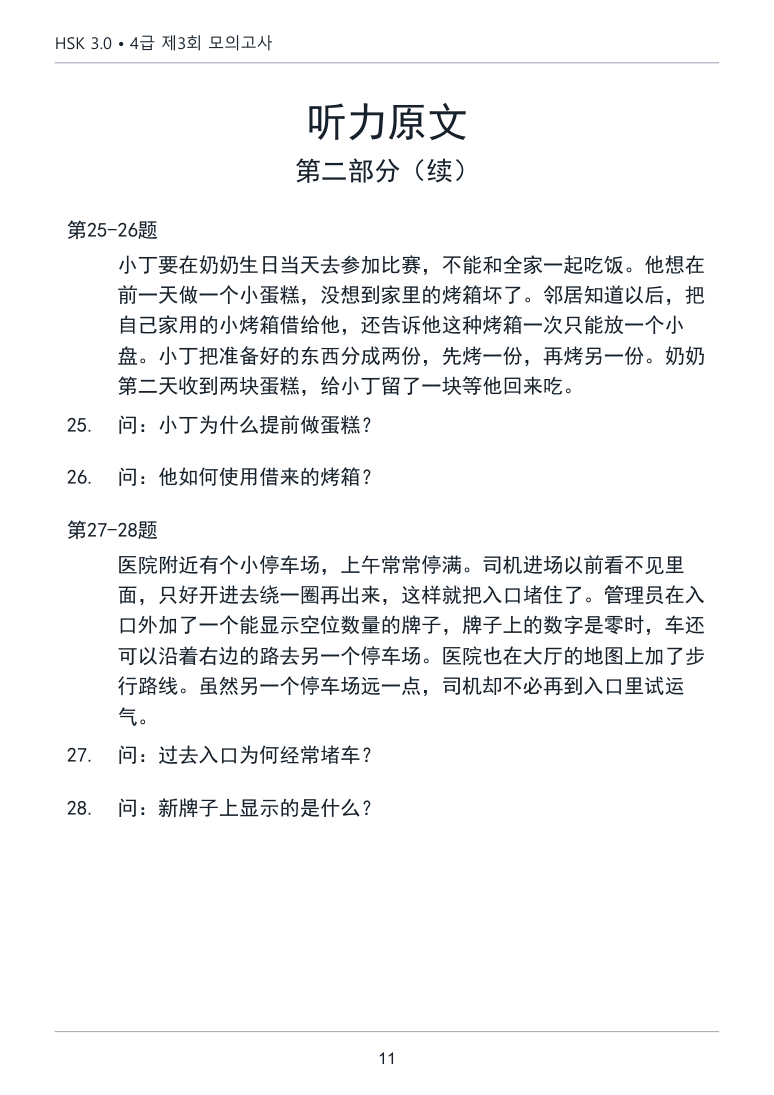 HSK 3.0 • 4급 제3회 모의고사
听力原文
第二部分（续）
第25-26题
小丁要在奶奶生日当天去参加比赛，不能和全家一起吃饭。他想在
前一天做一个小蛋糕，没想到家里的烤箱坏了。邻居知道以后，把
自己家用的小烤箱借给他，还告诉他这种烤箱一次只能放一个小
盘。小丁把准备好的东西分成两份，先烤一份，再烤另一份。奶奶
第二天收到两块蛋糕，给小丁留了一块等他回来吃。
25. 问：小丁为什么提前做蛋糕？
26. 问：他如何使用借来的烤箱？
第27-28题
医院附近有个小停车场，上午常常停满。司机进场以前看不见里
面，只好开进去绕一圈再出来，这样就把入口堵住了。管理员在入
口外加了一个能显示空位数量的牌子，牌子上的数字是零时，车还
可以沿着右边的路去另一个停车场。医院也在大厅的地图上加了步
行路线。虽然另一个停车场远一点，司机却不必再到入口里试运
气。
27. 问：过去入口为何经常堵车？
28. 问：新牌子上显示的是什么？
11